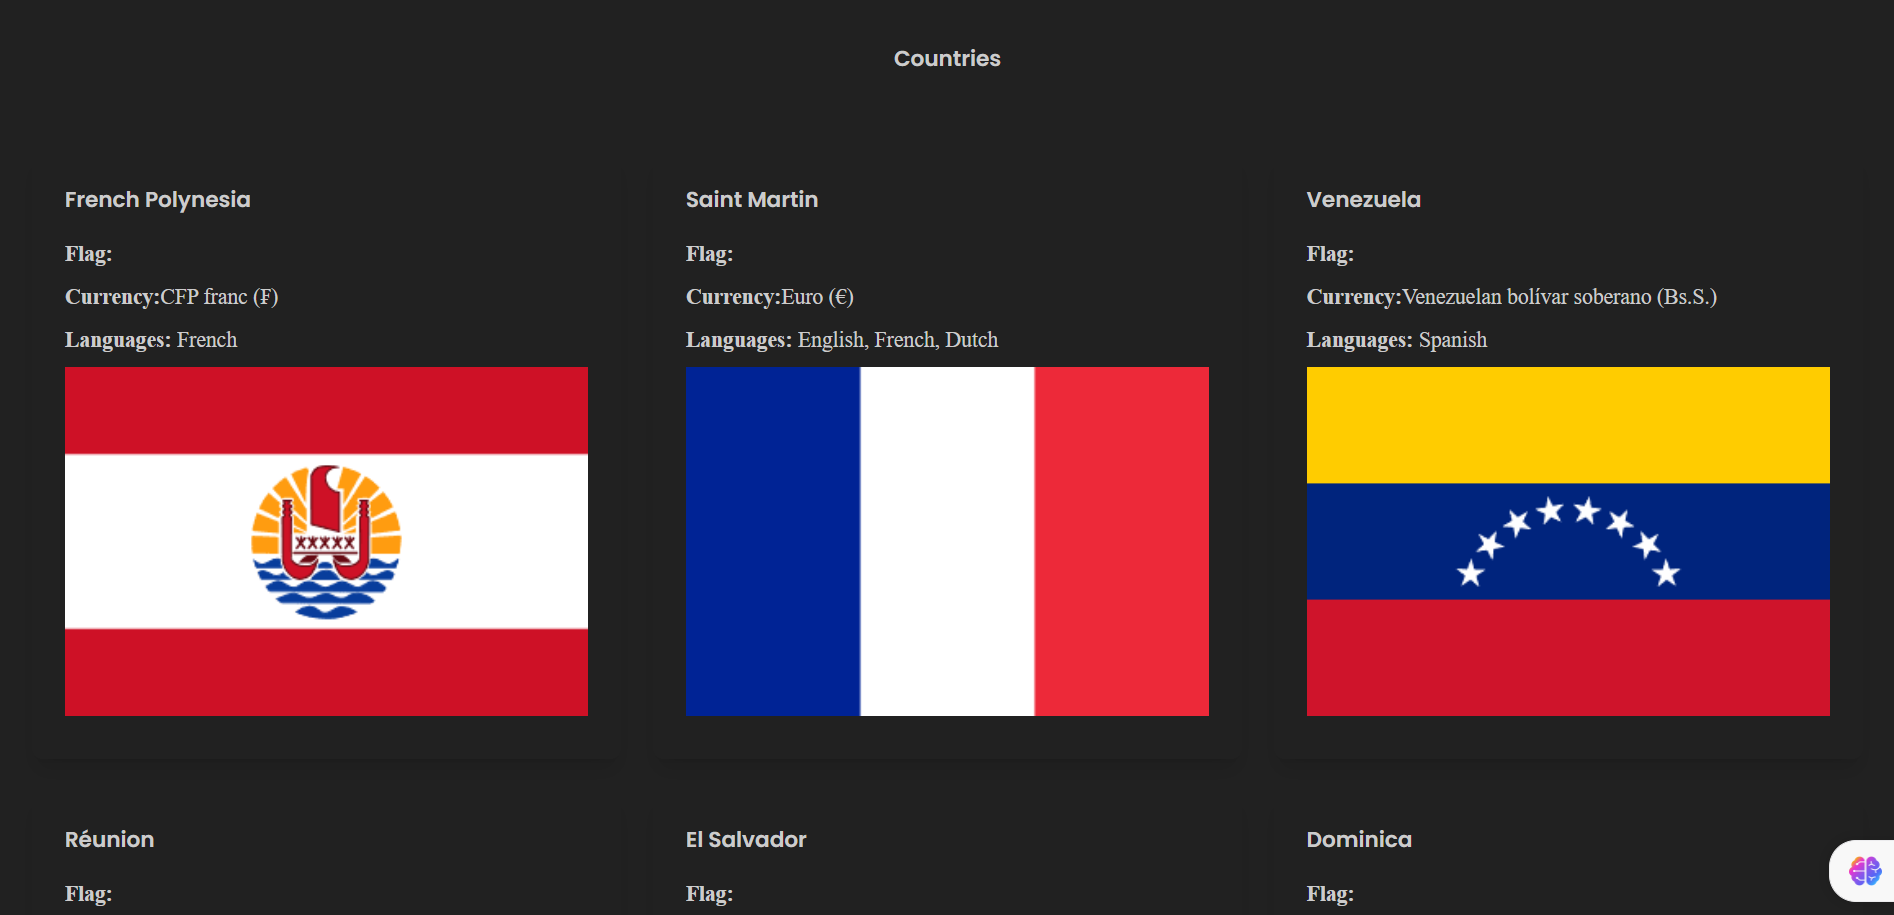 Countries
French Polynesia
Flag:
Currency:CFP franc (₣)
Languages: French
Saint Martin
Flag:
Currency:Euro (€)
Languages: English, French, Dutch
Venezuela
Flag:
Currency:Venezuelan bolívar soberano (Bs.S.)
Languages: Spanish
Réunion
Flag:
El Salvador
Flag:
Dominica
Flag: